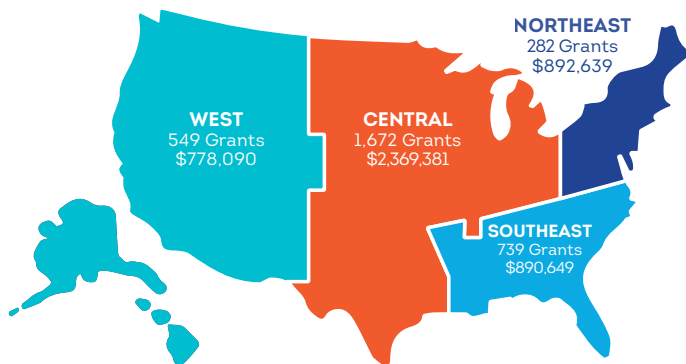 NORTHEAST
282 Grants
$892,639
WEST
549 Grants
$778,090
CENTRAL
1,672 Grants
$2,369,381
SOUTHEAST
739 Grants
$890,649